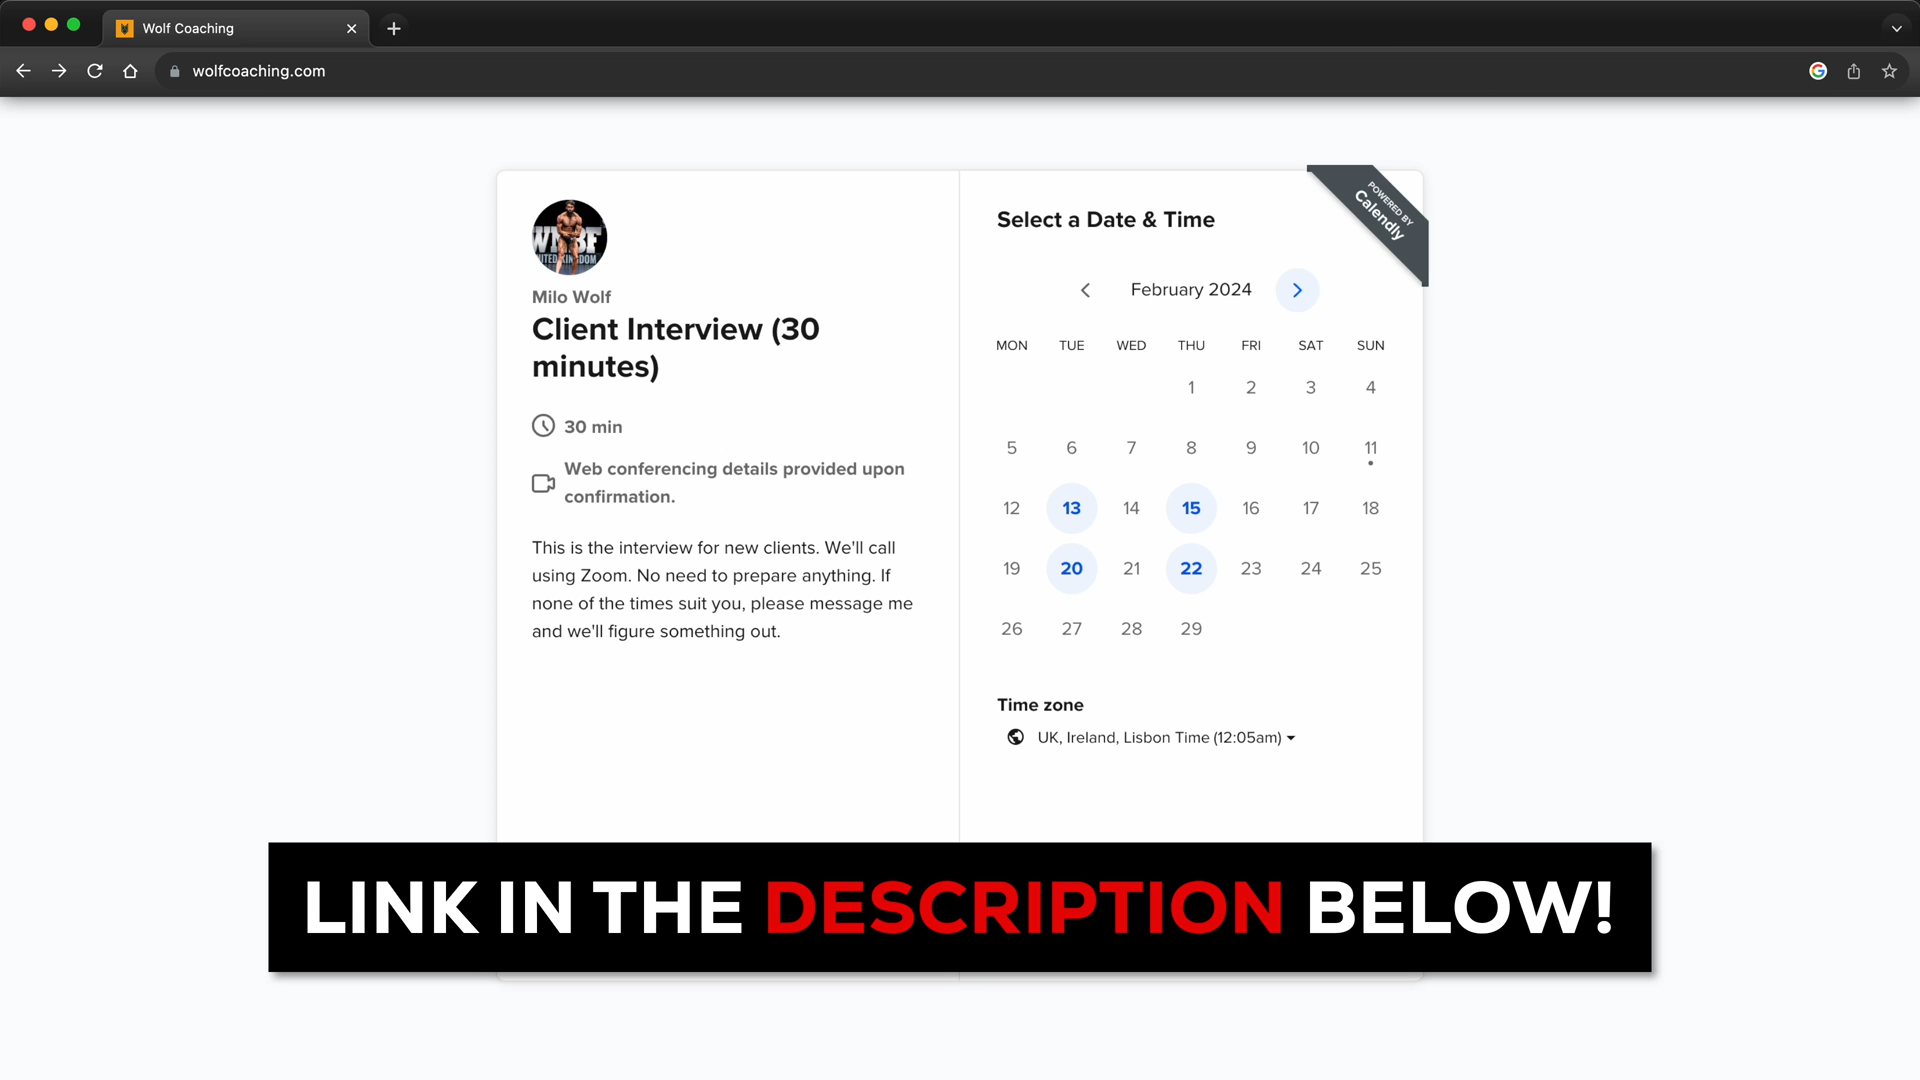 Wolf Coaching
wolfcoaching.com
WNBF
UNITED KINGDOM
Milo Wolf
Client Interview (30
minutes)
30 min
Web conferencing details provided upon
confirmation.
This is the interview for new clients. We'll call
using Zoom. No need to prepare anything. If
none of the times suit you, please message me
and we'll figure something out.
POWERED BY
Calendly
Select a Date & Time
February 2024
MON TUE WED THU FRI SAT SUN
1 2 3 4
5 6 7 8 9 10 11
12 13 14 15 16 17 18
19 20 21 22 23 24 25
26 27 28 29
Time zone
UK, Ireland, Lisbon Time (12:05am)
LINK IN THE DESCRIPTION BELOW!